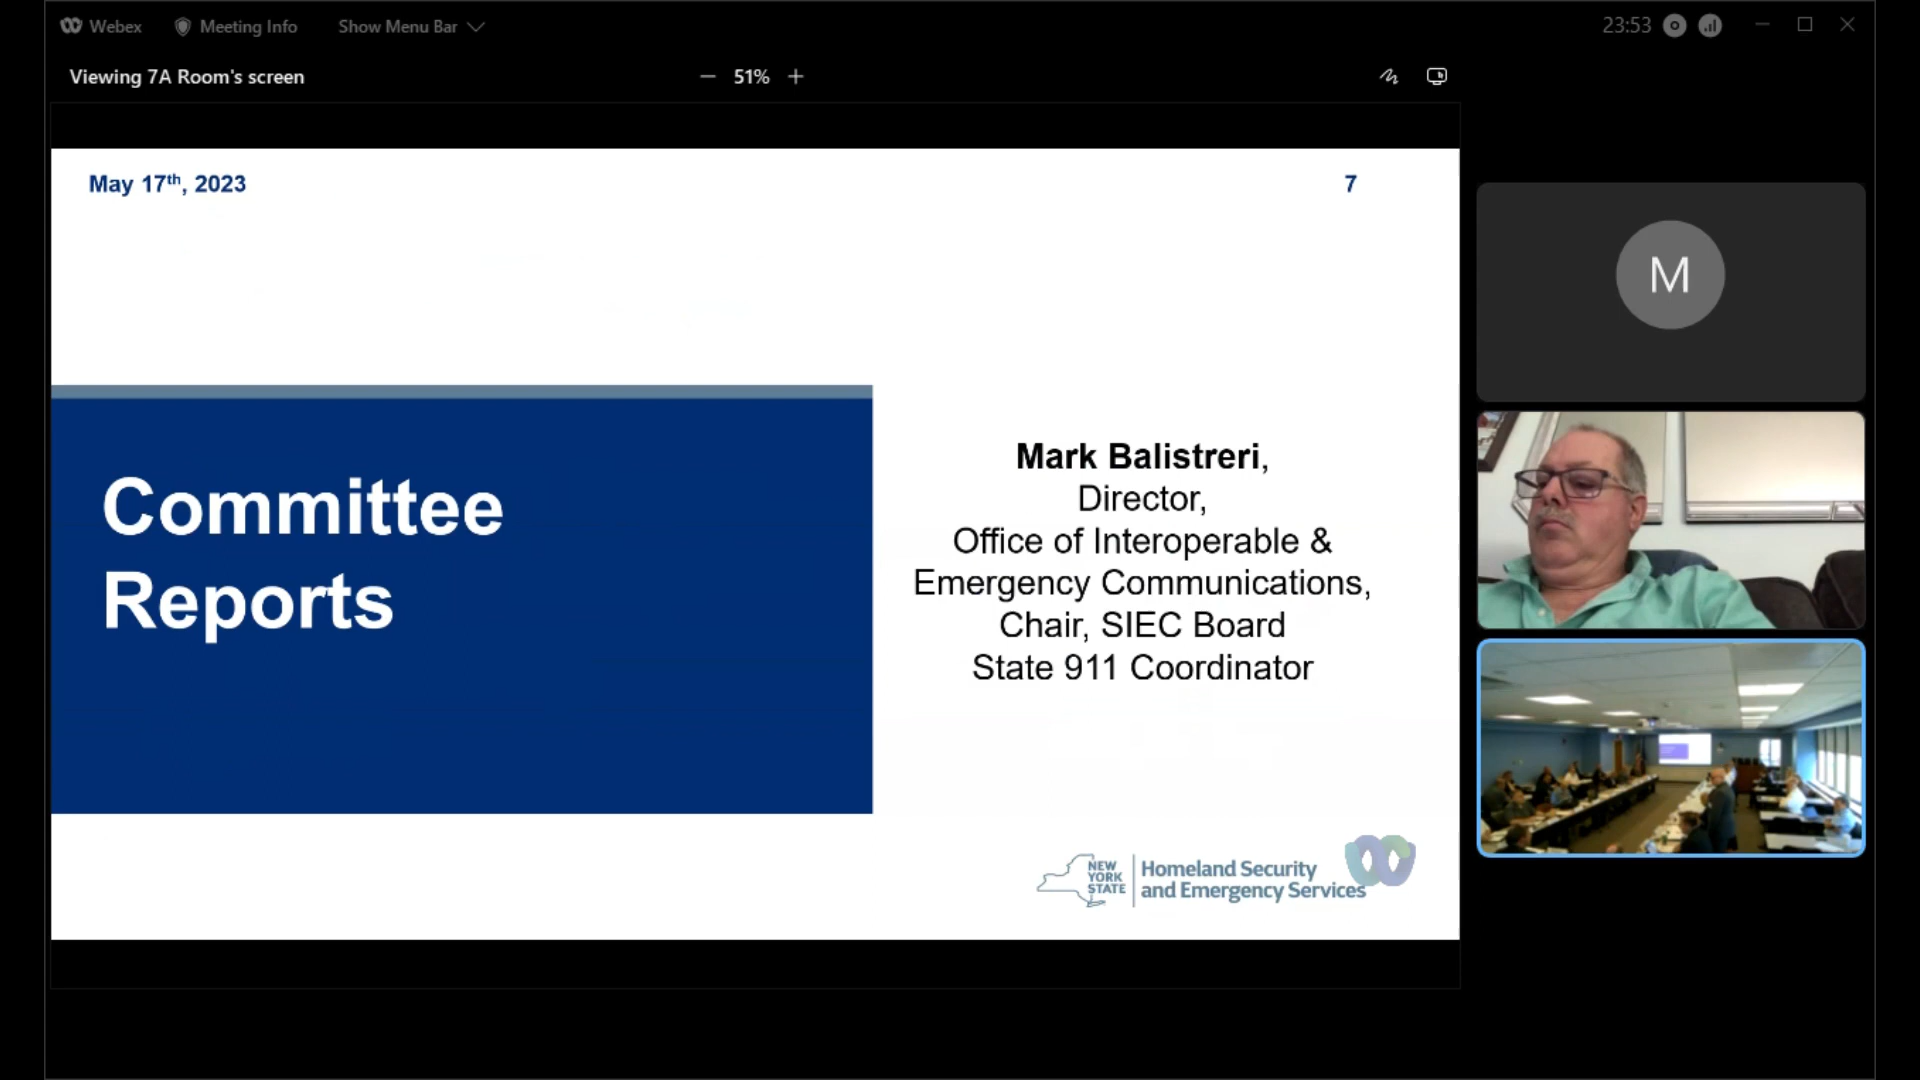 Webex
Meeting Info
Show Menu Bar
23:53
Viewing 7A Room's screen
51%
May 17th, 2023
7
Committee
Reports
Mark Balistreri,
Director,
Office of Interoperable &
Emergency Communications,
Chair, SIEC Board
State 911 Coordinator
NEW
YORK
STATE
Homeland Security
and Emergency Services
M